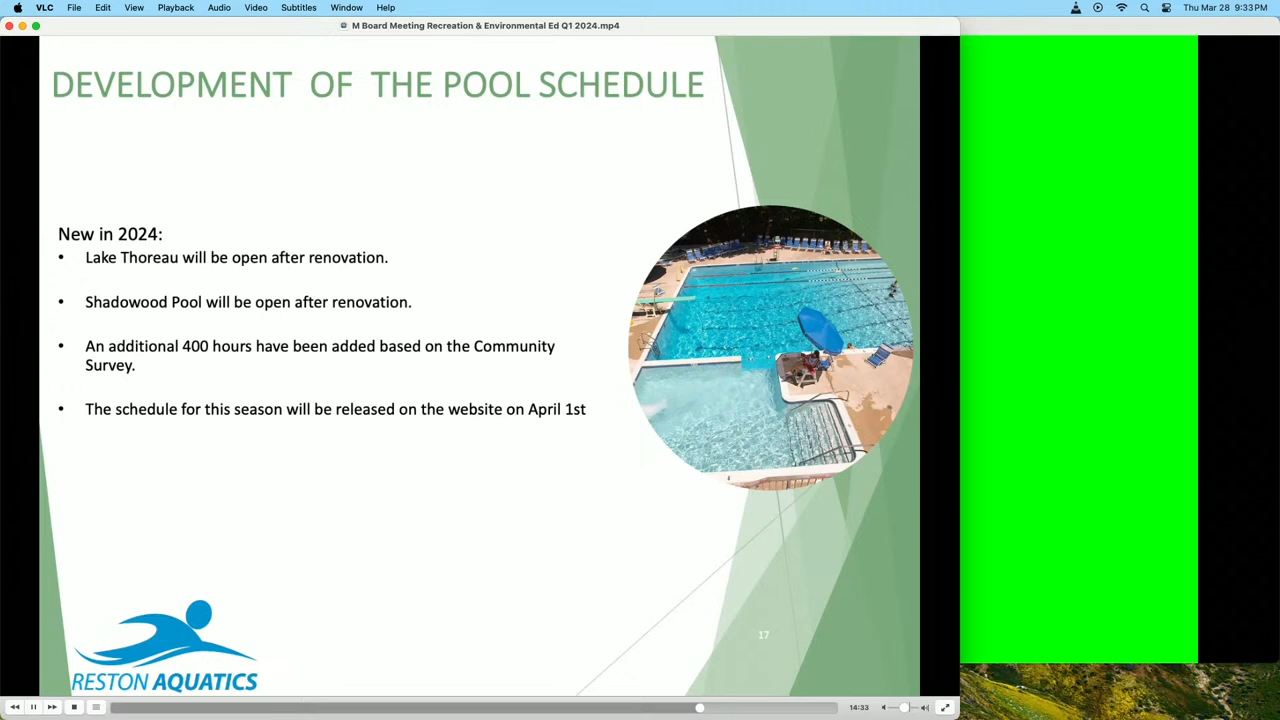 VLC File Edit View Playback Audio Video Subtitles Window Help Thu Mar 28 9:33 PM
M Board Meeting Recreation & Environmental Ed Q1 2024.mp4
DEVELOPMENT OF THE POOL SCHEDULE
New in 2024:
• Lake Thoreau will be open after renovation.
• Shadowood Pool will be open after renovation.
• An additional 400 hours have been added based on the Community
Survey.
• The schedule for this season will be released on the website on April 1st
17
RESTON AQUATICS
14:33